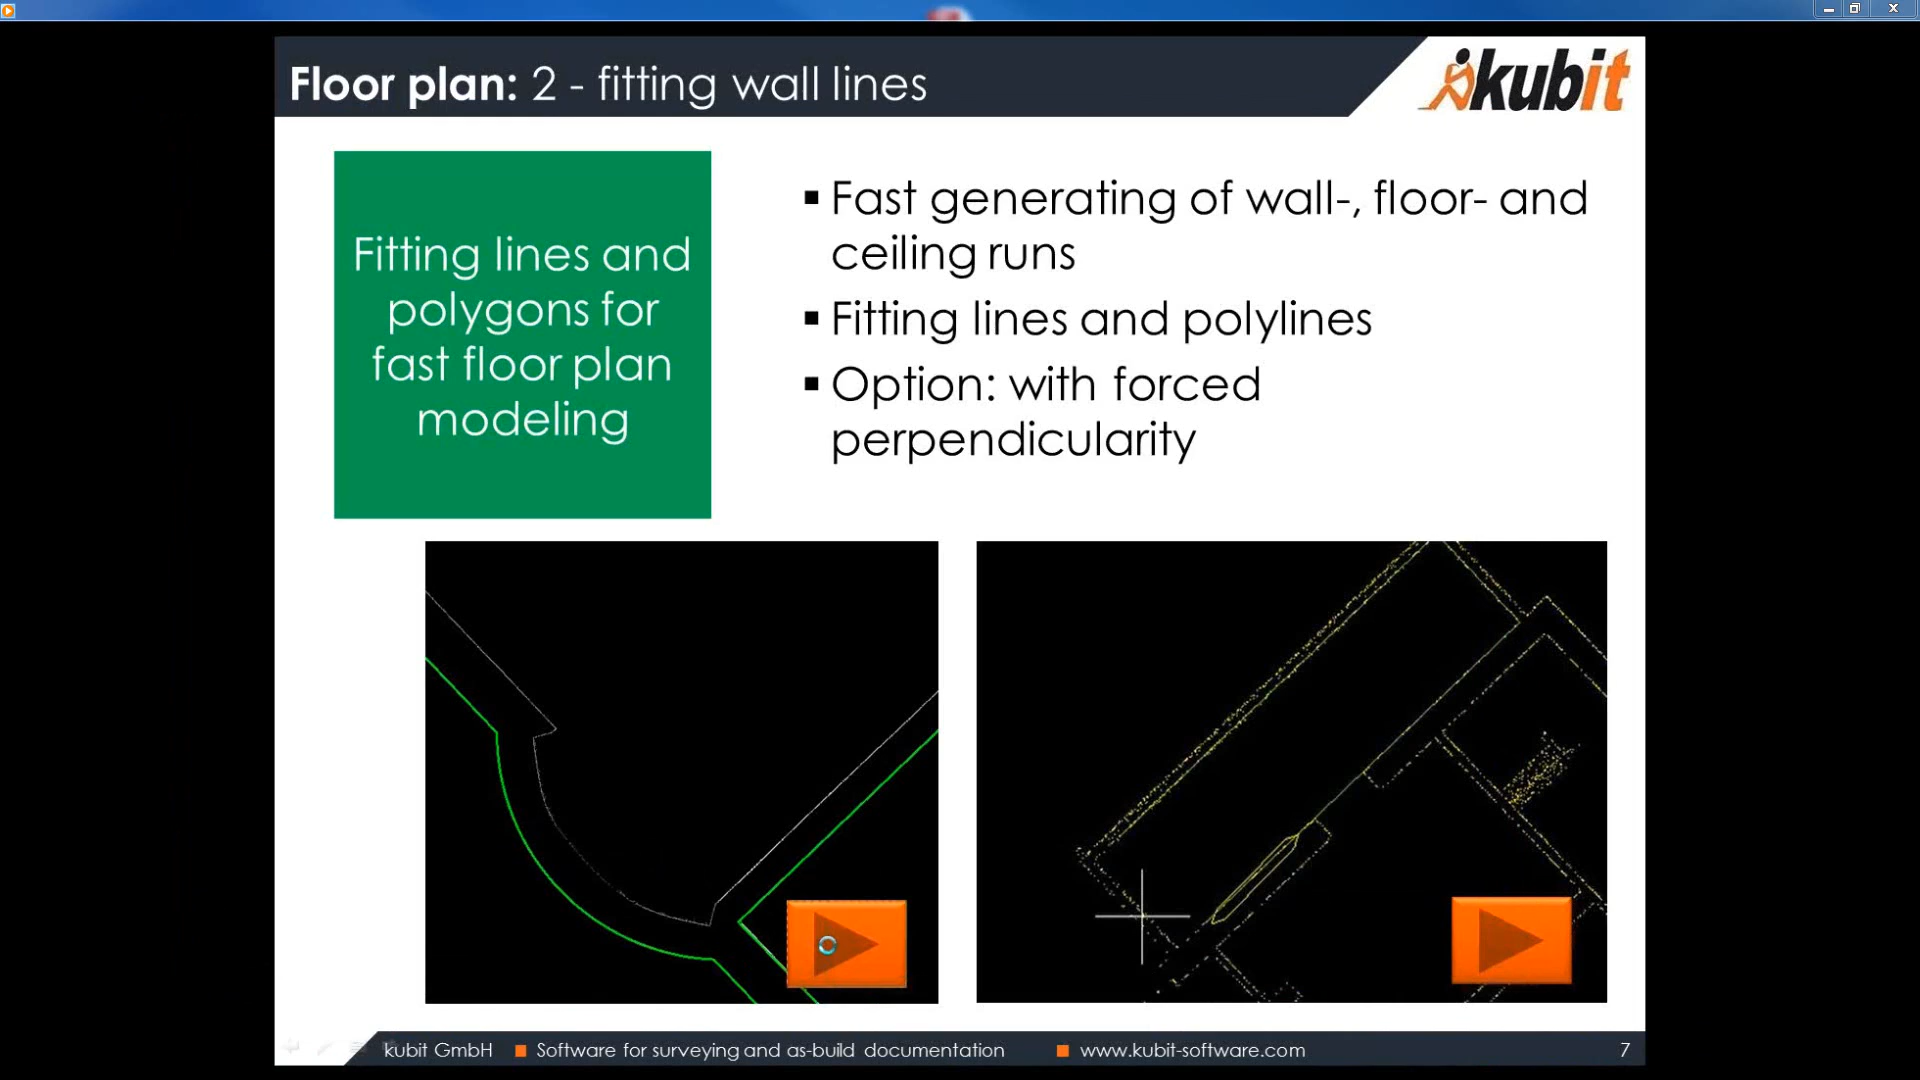 Floor plan: 2 - fitting wall lines
kubit
Fitting lines and
polygons for
fast floor plan
modeling
▪ Fast generating of wall-, floor- and
ceiling runs
▪ Fitting lines and polylines
▪ Option: with forced
perpendicularity
kubit GmbH ■ Software for surveying and as-build documentation ■ www.kubit-software.com 7